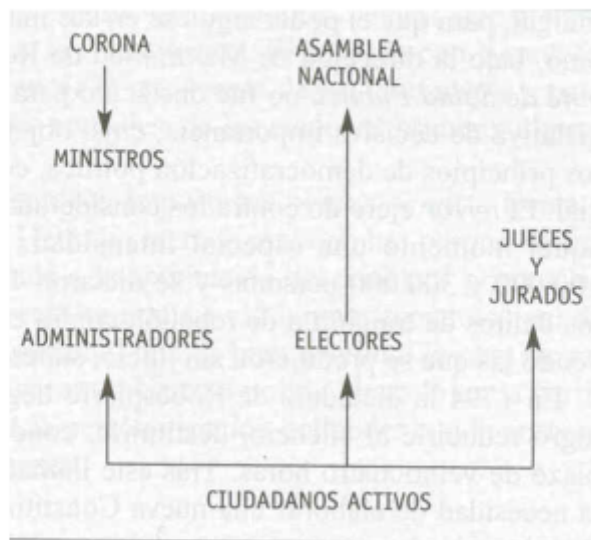 CORONA
ASAMBLEA
NACIONAL
MINISTROS
JUECES
Y
JURADOS
ADMINISTRADORES
ELECTORES
CIUDADANOS ACTIVOS